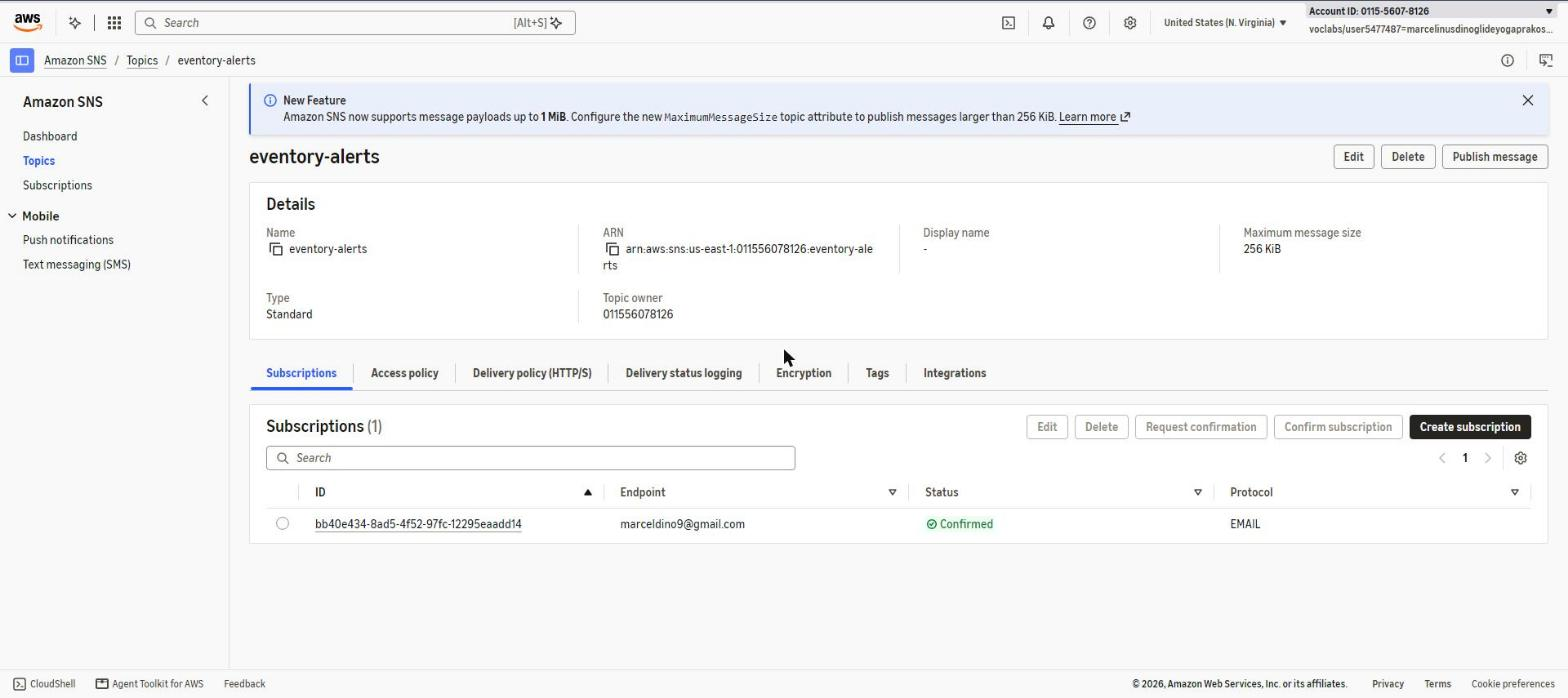 aws
Search
[Alt+S]
United States (N. Virginia)
Account ID: 0115-5607-8126
voclabs/user5477487=marcelinusdinoglideyogaprakos...
Amazon SNS / Topics / eventory-alerts
Amazon SNS
Dashboard
Topics
Subscriptions
Mobile
Push notifications
Text messaging (SMS)
New Feature
Amazon SNS now supports message payloads up to 1 MiB. Configure the new MaximumMessageSize topic attribute to publish messages larger than 256 KiB. Learn more
eventory-alerts
Edit
Delete
Publish message
Details
Name
eventory-alerts
ARN
arn:aws:sns:us-east-1:011556078126:eventory-ale
rts
Display name
-
Maximum message size
256 KiB
Type
Standard
Topic owner
011556078126
Subscriptions
Access policy
Delivery policy (HTTP/S)
Delivery status logging
Encryption
Tags
Integrations
Subscriptions (1)
Edit
Delete
Request confirmation
Confirm subscription
Create subscription
Search
1
ID
Endpoint
Status
Protocol
bb40e434-8ad5-4f52-97fc-12295eaadd14
marceldino9@gmail.com
Confirmed
EMAIL
CloudShell
Agent Toolkit for AWS
Feedback
© 2026, Amazon Web Services, Inc. or its affiliates.
Privacy
Terms
Cookie preferences